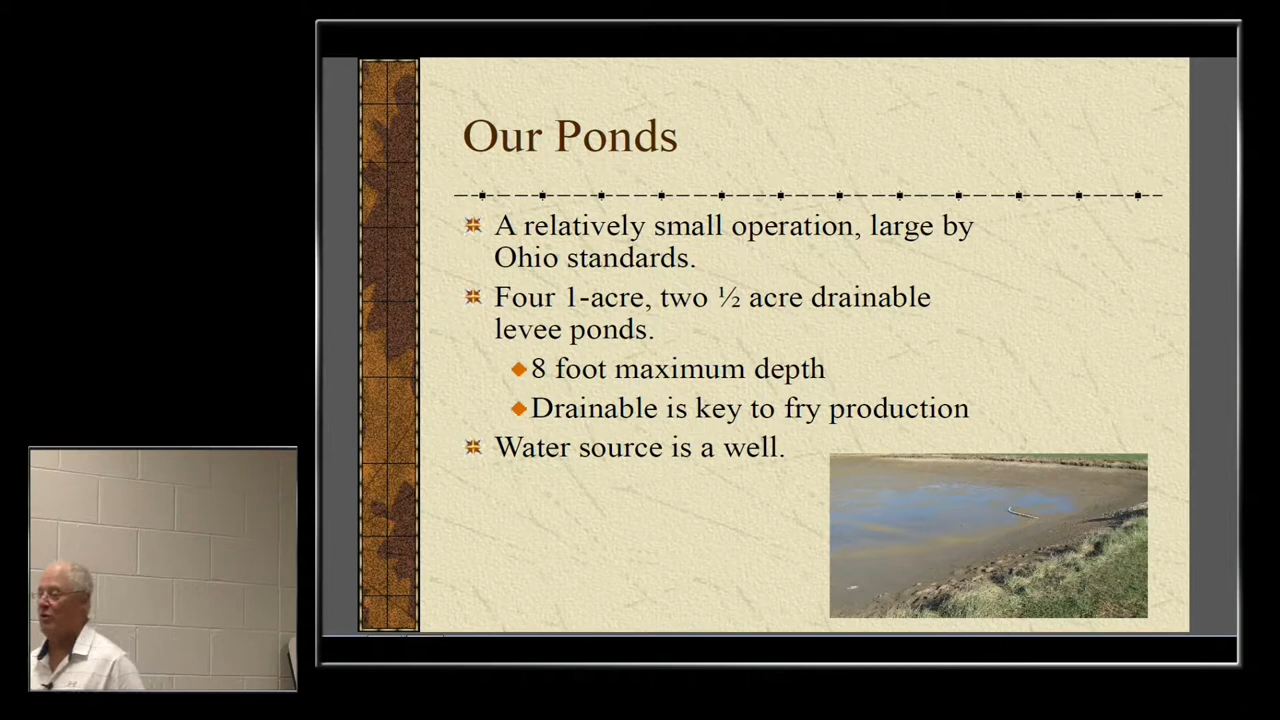 Our Ponds
A relatively small operation, large by
Ohio standards.
Four 1-acre, two ½ acre drainable
levee ponds.
8 foot maximum depth
Drainable is key to fry production
Water source is a well.